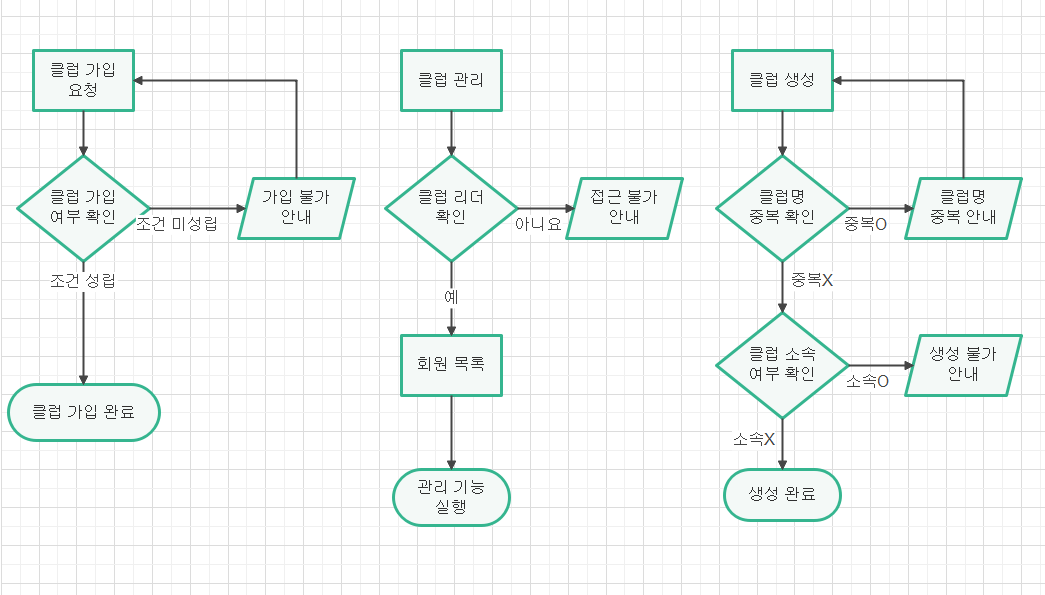 클럽 가입
요청
클럽 가입
여부 확인
조건 미성립
가입 불가
안내
조건 성립
클럽 가입 완료
클럽 관리
클럽 리더
확인
아니요
접근 불가
안내
예
회원 목톡
관리 기능
실행
클럽 생성
클럽명
중복 확인
중복O
클럽명
중복 안내
중복X
클럽 소속
여부 확인
소속O
생성 불가
안내
소속X
생성 완료